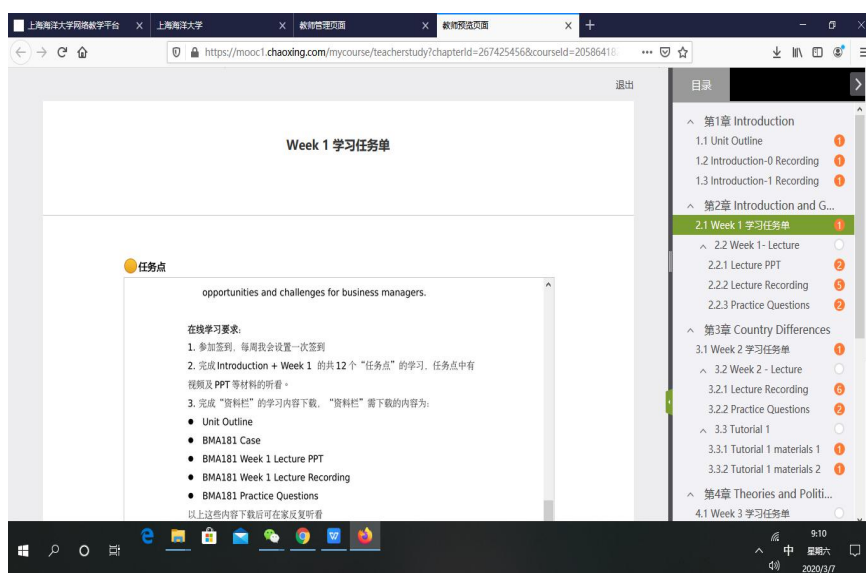 上海海洋大学网络教学平台
上海海洋大学
教师管理页面
教师预览页面
https://mooc1.chaoxing.com/mycourse/teacherstudy?chapterId=267425456&courseId=20586418
退出
目录
Week 1 学习任务单
任务点
opportunities and challenges for business managers.
在线学习要求:
1. 参加签到，每周我会设置一次签到
2. 完成 Introduction + Week 1 的共 12 个“任务点”的学习，任务点中有
视频及 PPT 等材料的听看。
3. 完成“资料栏”的学习内容下载，“资料栏”需下载的内容为:
● Unit Outline
● BMA181 Case
● BMA181 Week 1 Lecture PPT
● BMA181 Week 1 Lecture Recording
● BMA181 Practice Questions
以上这些内容下载后可在家反复听看
第1章 Introduction
1.1 Unit Outline 1
1.2 Introduction-0 Recording 1
1.3 Introduction-1 Recording 1
第2章 Introduction and G...
2.1 Week 1 学习任务单 1
2.2 Week 1- Lecture
2.2.1 Lecture PPT 2
2.2.2 Lecture Recording 5
2.2.3 Practice Questions 2
第3章 Country Differences
3.1 Week 2 学习任务单 1
3.2 Week 2 - Lecture
3.2.1 Lecture Recording 6
3.2.2 Practice Questions 2
3.3 Tutorial 1
3.3.1 Tutorial 1 materials 1 1
3.3.2 Tutorial 1 materials 2 1
第4章 Theories and Politi...
4.1 Week 3 学习任务单
中
9:10
星期六
2020/3/7